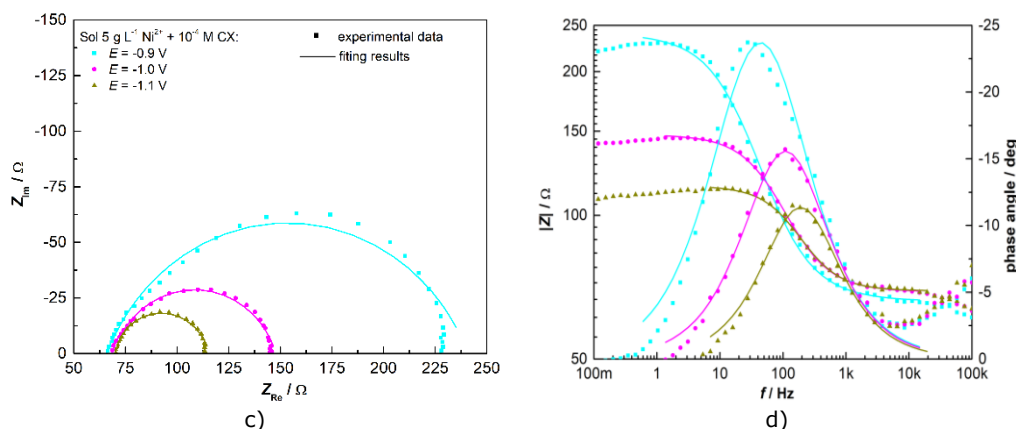 Sol 5 g L⁻¹ Ni²⁺ + 10⁻⁴ M CX:
E = -0.9 V
E = -1.0 V
E = -1.1 V
experimental data
fitting results
-150
-125
-100
-75
-50
-25
0
Z_Im / Ω
50 75 100 125 150 175 200 225 250
Z_Re / Ω
c)
250
200
150
100
50
|Z| / Ω
-25
-20
-15
-10
-5
0
phase angle / deg
100m 1 10 100 1k 10k 100k
f / Hz
d)